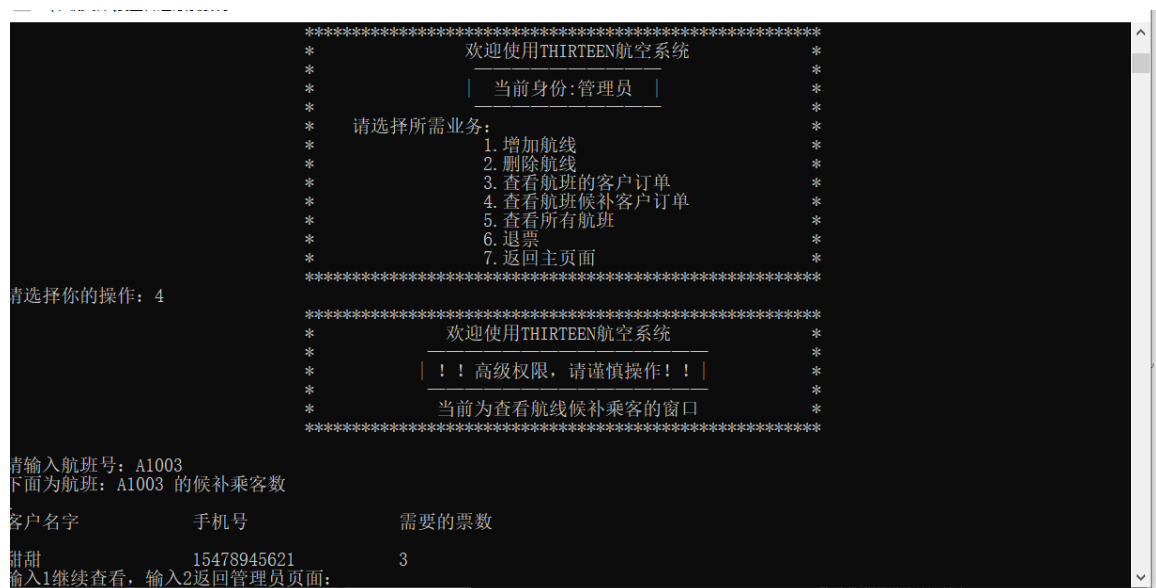 ****************************************************
* 欢迎使用THIRTEEN航空系统 *
* ———————————— *
* | 当前身份:管理员 | *
* ———————————— *
* 请选择所需业务: *
* 1.增加航线 *
* 2.删除航线 *
* 3.查看航班的客户订单 *
* 4.查看航班候补客户订单 *
* 5.查看所有航班 *
* 6.退票 *
* 7.返回主页面 *
****************************************************
请选择你的操作：4
****************************************************
* 欢迎使用THIRTEEN航空系统 *
* ——————————————— *
* | ！！高级权限，请谨慎操作！！| *
* ——————————————— *
* 当前为查看航线候补乘客的窗口 *
****************************************************
请输入航班号：A1003
下面为航班：A1003 的候补乘客数
客户名字 手机号 需要的票数
甜甜 15478945621 3
输入1继续查看，输入2返回管理员页面：